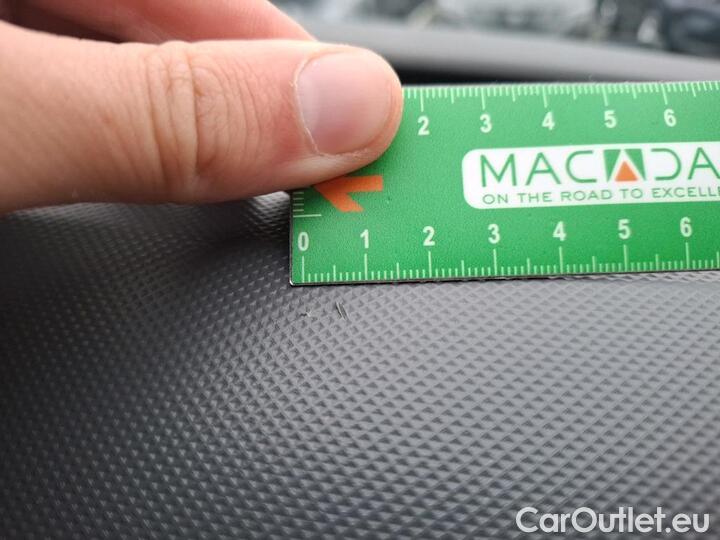 2 3 4 5 6
MACADA
ON THE ROAD TO EXCELLE
0 1 2 3 4 5 6
CarOutlet.eu